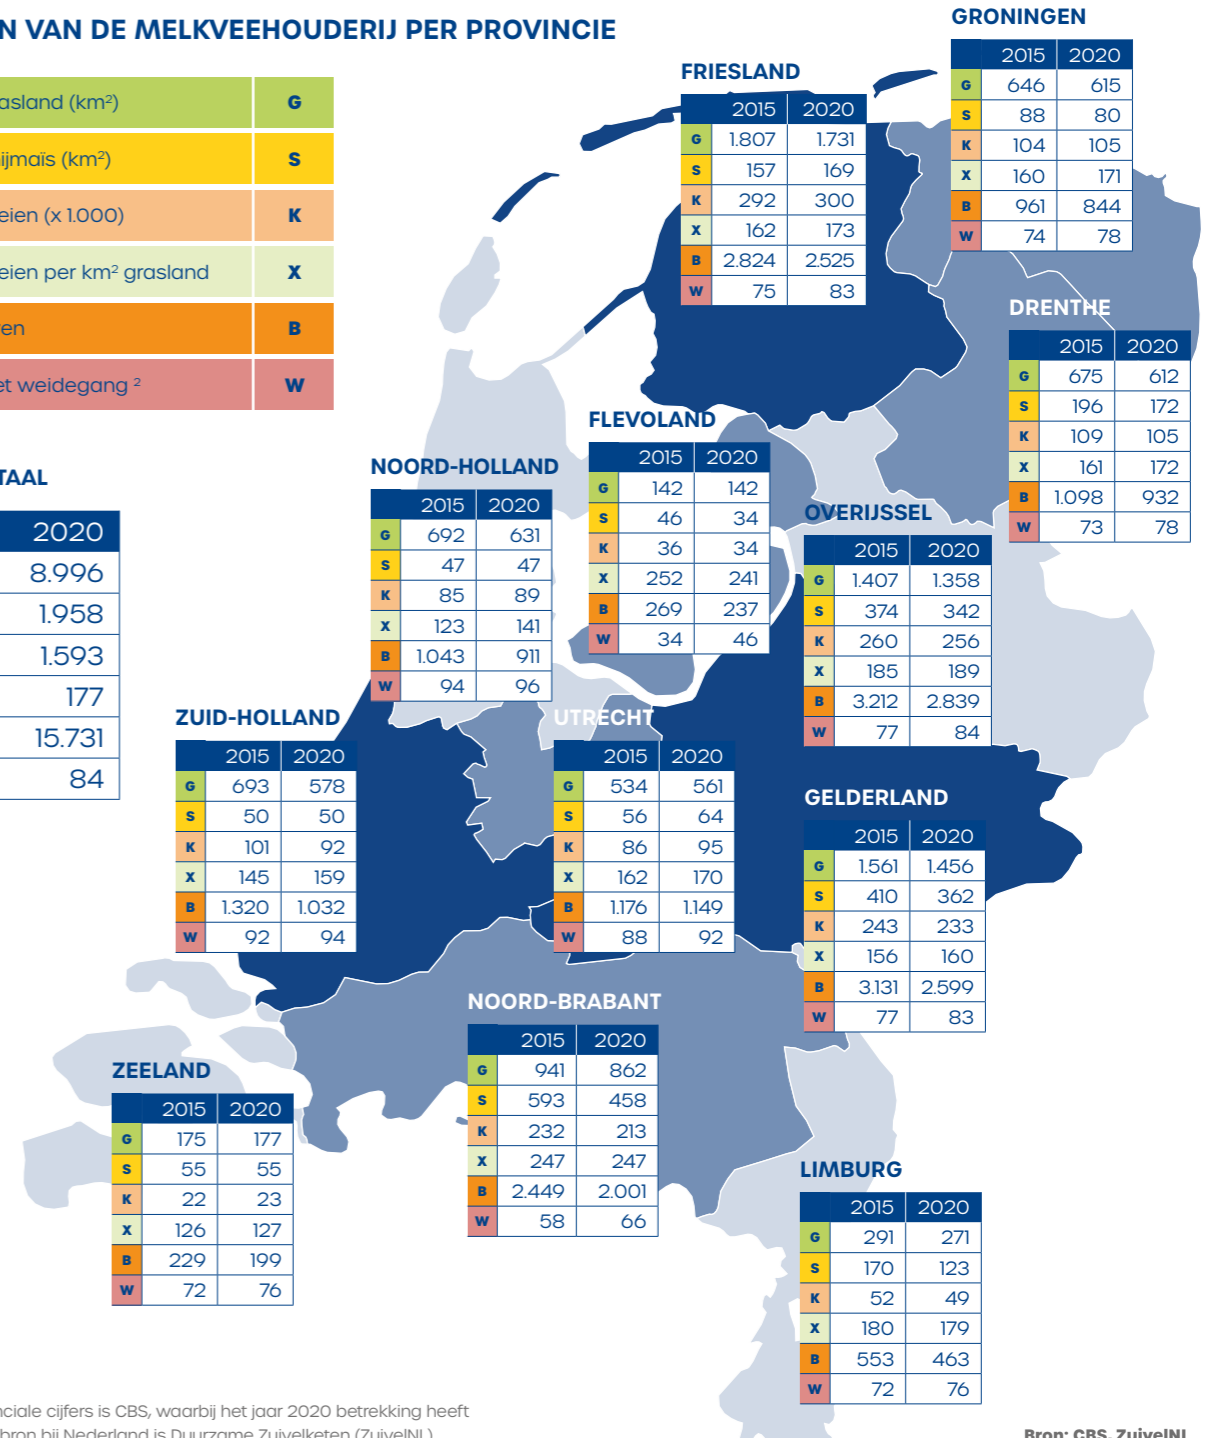 VAN DE MELKVEEHOUDERIJ PER PROVINCIE
(km²) G
(km²) S
(x 1.000) K
per km² grasland X
B
weidegang ² W
2020
8.996
1.958
1.593
177
15.731
84
GRONINGEN
2015 2020
G 646 615
S 88 80
K 104 105
X 160 171
B 961 844
W 74 78
FRIESLAND
2015 2020
G 1.807 1.731
S 157 169
K 292 300
X 162 173
B 2.824 2.525
W 75 83
DRENTHE
2015 2020
G 675 612
S 196 172
K 109 105
X 161 172
B 1.098 932
W 73 78
FLEVOLAND
2015 2020
G 142 142
S 46 34
K 36 34
X 252 241
B 269 237
W 34 46
NOORD-HOLLAND
2015 2020
G 692 631
S 47 47
K 85 89
X 123 141
B 1.043 911
W 94 96
OVERIJSSEL
2015 2020
G 1.407 1.358
S 374 342
K 260 256
X 185 189
B 3.212 2.839
W 77 84
ZUID-HOLLAND
2015 2020
G 693 578
S 50 50
K 101 92
X 145 159
B 1.320 1.032
W 92 94
UTRECHT
2015 2020
G 534 561
S 56 64
K 86 95
X 162 170
B 1.176 1.149
W 88 92
GELDERLAND
2015 2020
G 1.561 1.456
S 410 362
K 243 233
X 156 160
B 3.131 2.599
W 77 83
NOORD-BRABANT
2015 2020
G 941 862
S 593 458
K 232 213
X 247 247
B 2.449 2.001
W 58 66
ZEELAND
2015 2020
G 175 177
S 55 55
K 22 23
X 126 127
B 229 199
W 72 76
LIMBURG
2015 2020
G 291 271
S 170 123
K 52 49
X 180 179
B 553 463
W 72 76
cijfers is CBS, waarbij het jaar 2020 betrekking heeft
bron bij Nederland is Duurzame Zuivelketen (ZuivelNL)
Bron: CBS, ZuivelNL